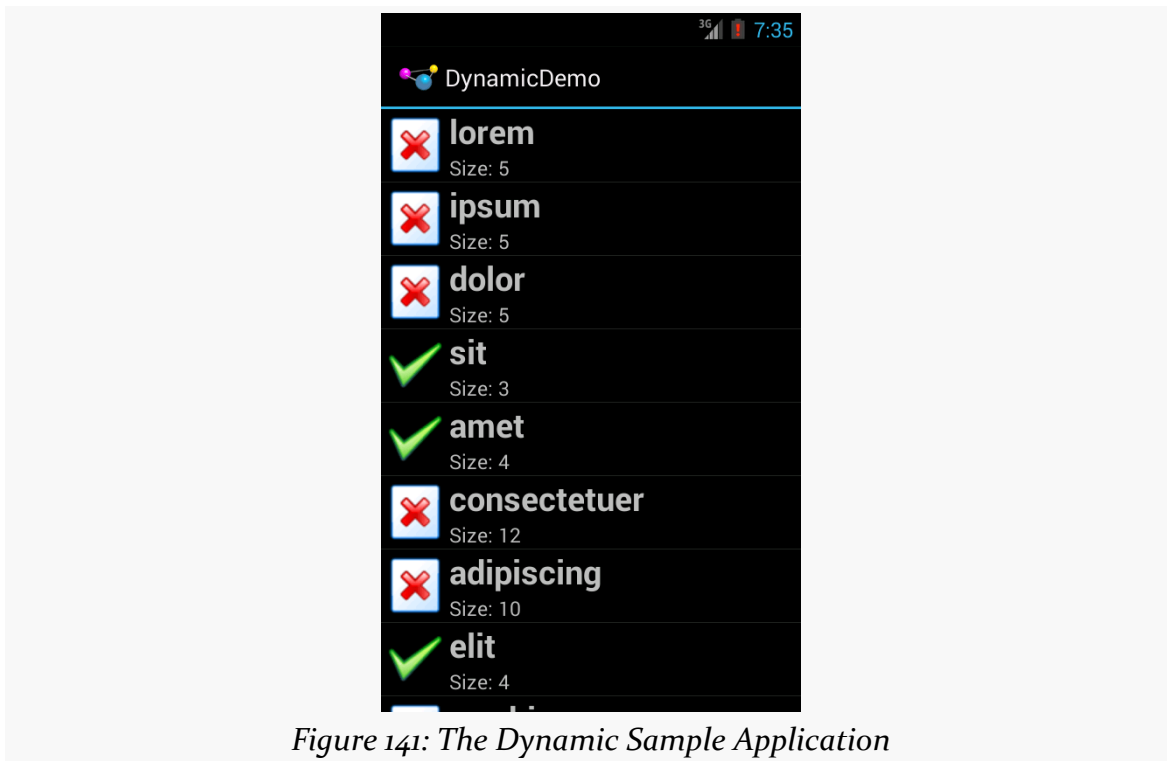 3G 7:35
DynamicDemo
lorem
Size: 5
ipsum
Size: 5
dolor
Size: 5
sit
Size: 3
amet
Size: 4
consectetuer
Size: 12
adipiscing
Size: 10
elit
Size: 4
Figure 141: The Dynamic Sample Application